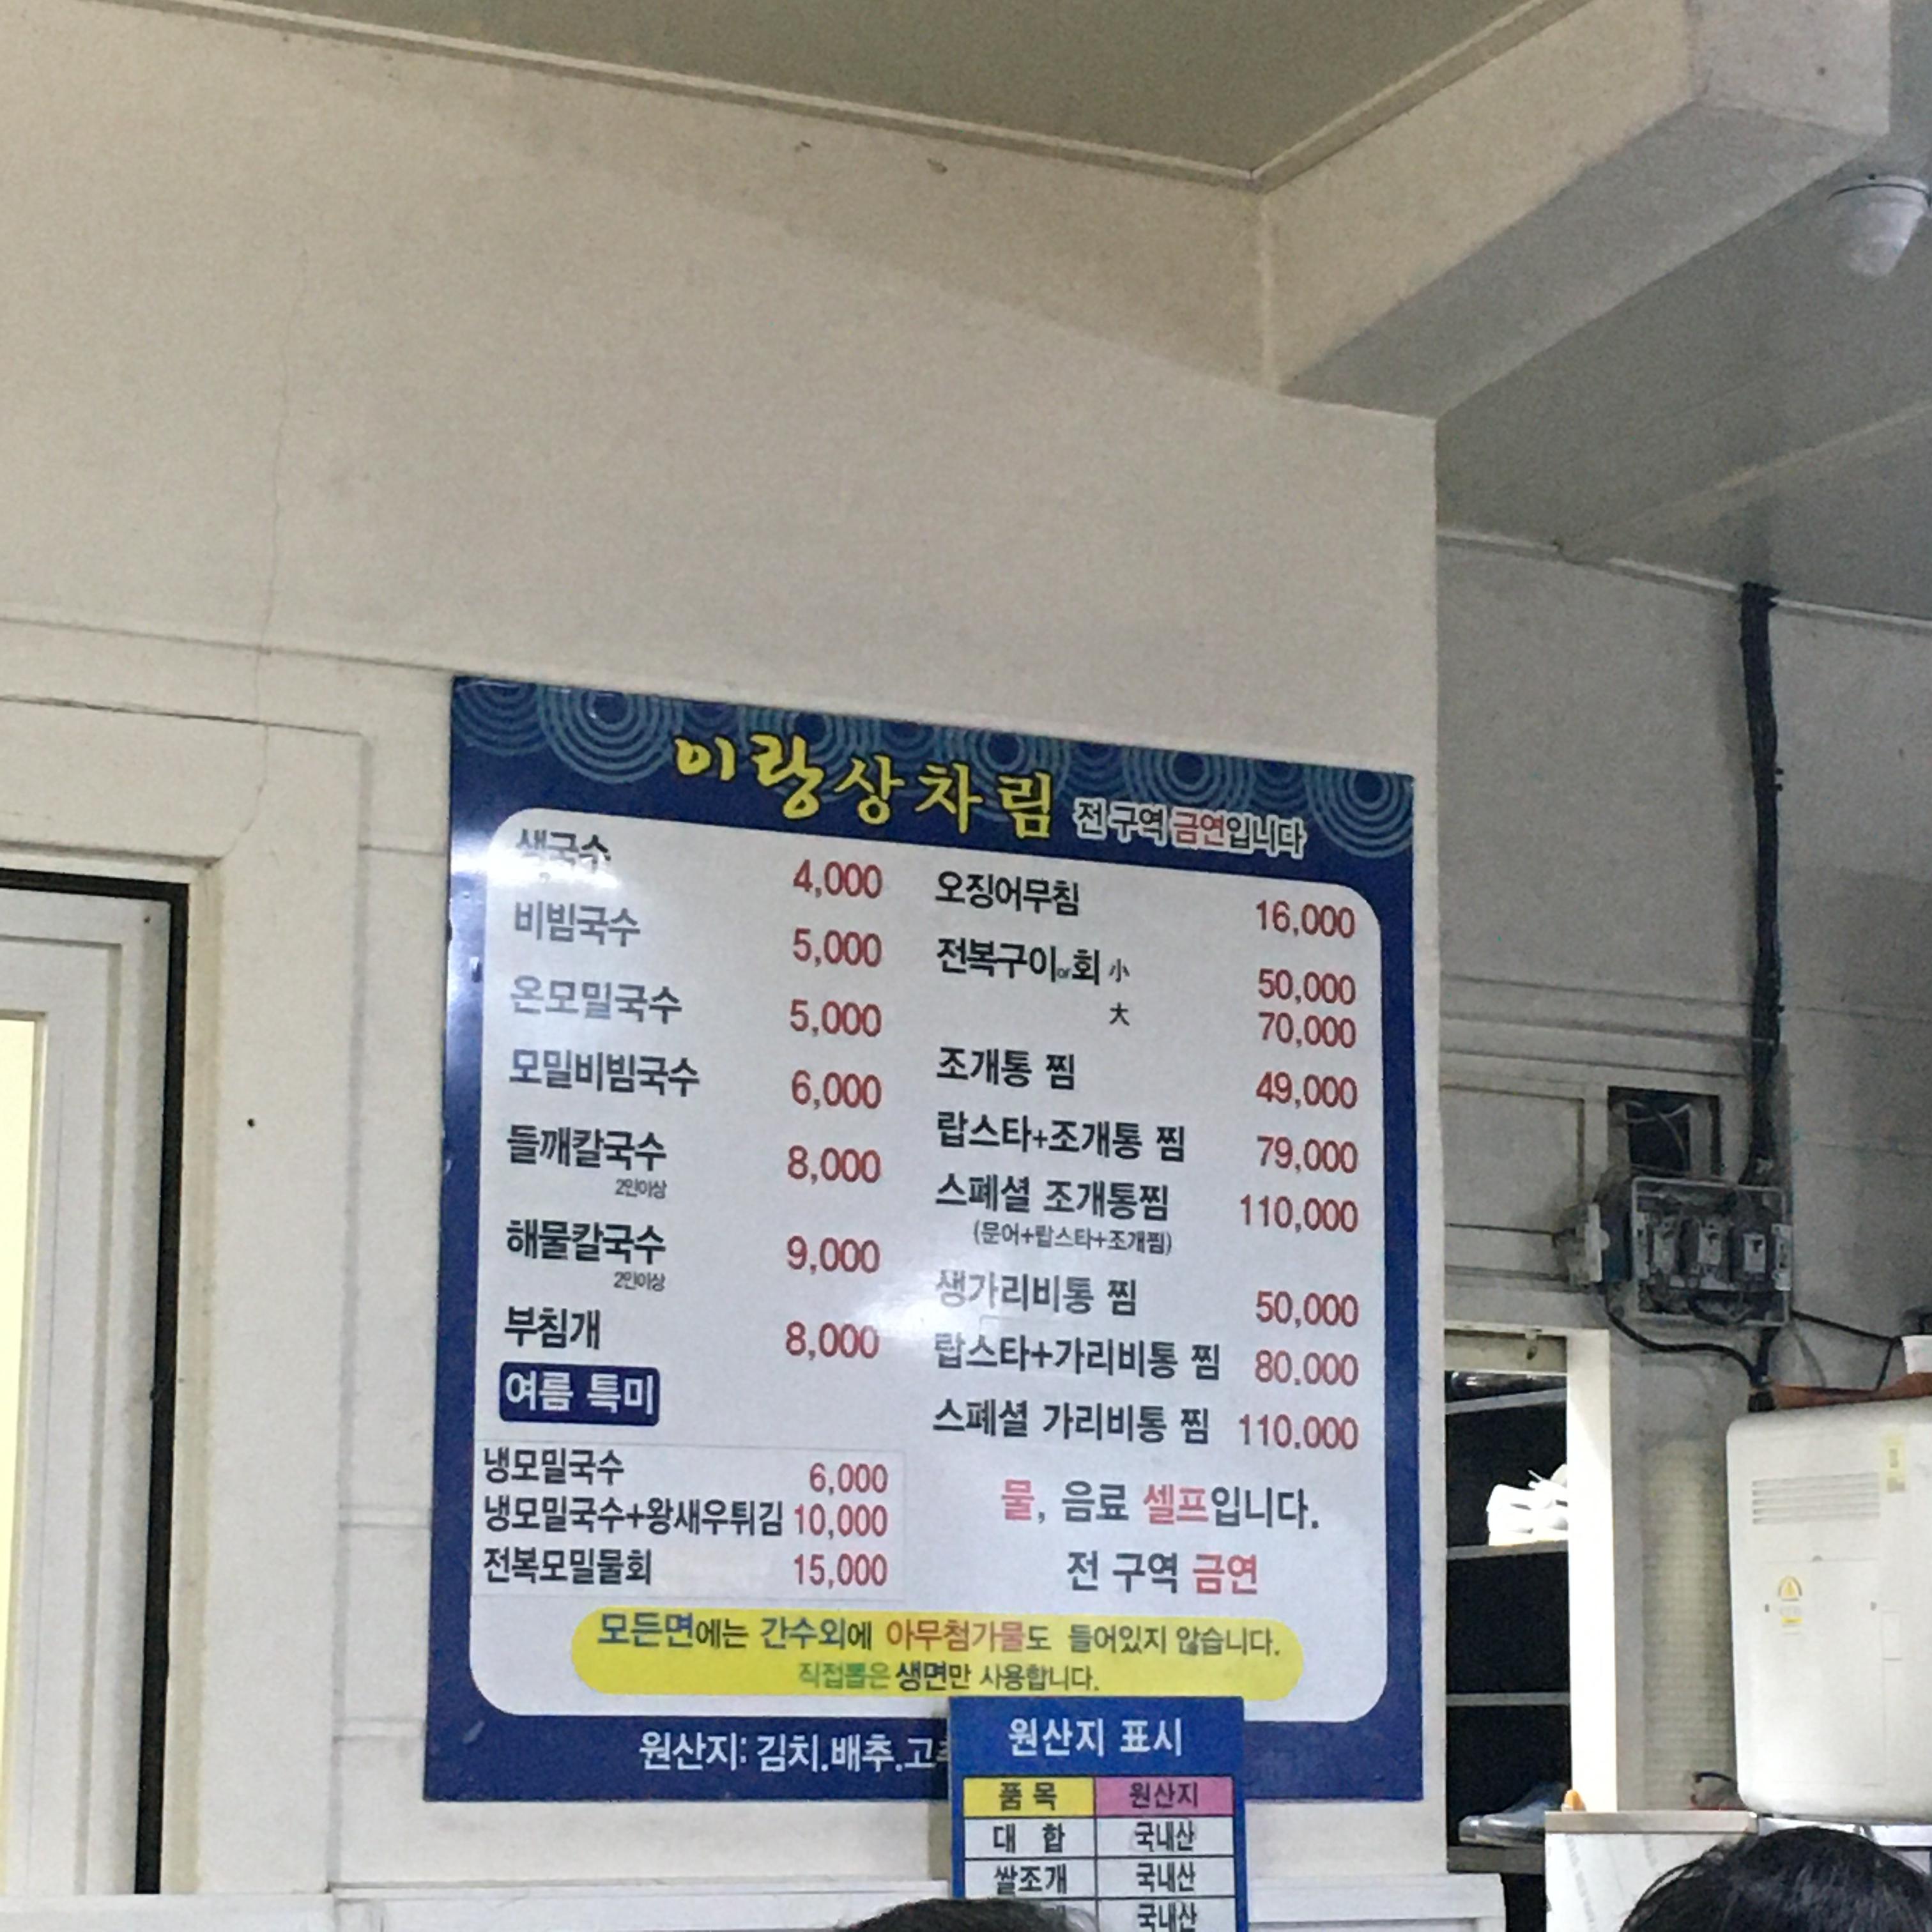 이랑상차림 전 구역 금연입니다
생국수 4,000
비빔국수 5,000
온모밀국수 5,000
모밀비빔국수 6,000
들깨칼국수 8,000
2인이상
해물칼국수 9,000
2인이상
부침개 8,000
여름 특미
냉모밀국수 6,000
냉모밀국수+왕새우튀김 10,000
전복모밀물회 15,000
오징어무침 16,000
전복구이or회 小 50,000
大 70,000
조개통 찜 49,000
랍스타+조개통 찜 79,000
스폐셜 조개통찜 110,000
(문어+랍스타+조개찜)
생가리비통 찜 50,000
랍스타+가리비통 찜 80,000
스폐셜 가리비통 찜 110,000
물, 음료 셀프입니다.
전 구역 금연
모든면에는 간수외에 아무첨가물도 들어있지 않습니다.
직접뽑은 생면만 사용합니다.
원산지: 김치.배추.고
원산지 표시
품 목 원산지
대 합 국내산
쌀조개 국내산
국내산